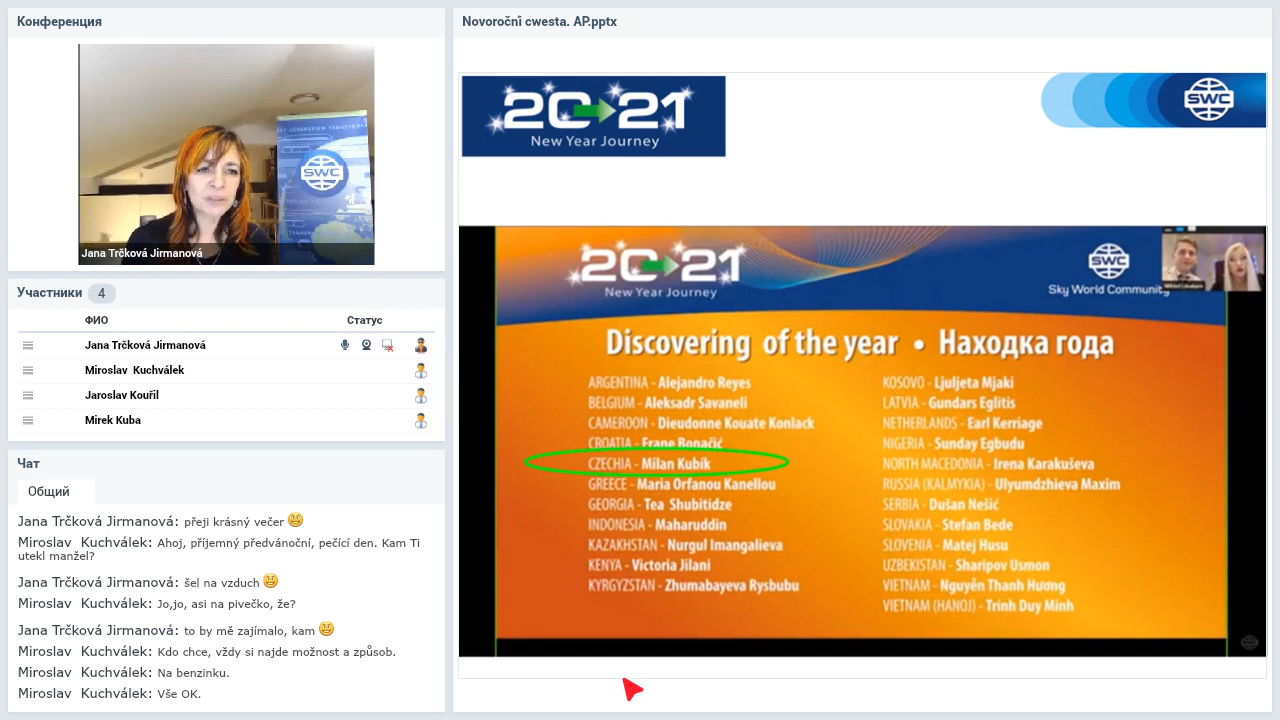 Конференция
GENERATION TRANSPORT
SWC
Jana Trčková Jirmanová
Участники 4
ФИО Статус
Jana Trčková Jirmanová
Miroslav Kuchválek
Jaroslav Kouřil
Mirek Kuba
Чат
Общий
Jana Trčková Jirmanová: přeji krásný večer
Miroslav Kuchválek: Ahoj, příjemný předvánoční, pečící den. Kam Ti
utekl manžel?
Jana Trčková Jirmanová: šel na vzduch
Miroslav Kuchválek: Jo,jo, asi na pivečko, že?
Jana Trčková Jirmanová: to by mě zajímalo, kam
Miroslav Kuchválek: Kdo chce, vždy si najde možnost a způsob.
Miroslav Kuchválek: Na benzinku.
Miroslav Kuchválek: Vše OK.
Novoroční cwesta. AP.pptx
2021
New Year Journey
SWC
2021
New Year Journey
SWC
Sky World Community
Discovering of the year • Находка года
ARGENTINA - Alejandro Reyes
BELGIUM - Aleksadr Savaneli
CAMEROON - Dieudonne Kouate Konlack
CROATIA - Frane Bonačić
CZECHIA - Milan Kubík
GREECE - Maria Orfanou Kanellou
GEORGIA - Tea Shubitidze
INDONESIA - Maharuddin
KAZAKHSTAN - Nurgul Imangalieva
KENYA - Victoria Jilani
KYRGYZSTAN - Zhumabayeva Rysbubu
KOSOVO - Ljuljeta Mjaki
LATVIA - Gundars Eglitis
NETHERLANDS - Earl Kerriage
NIGERIA - Sunday Egbudu
NORTH MACEDONIA - Irena Karakuševa
RUSSIA (KALMYKIA) - Ulyumdzhieva Maxim
SERBIA - Dušan Nešić
SLOVAKIA - Stefan Bede
SLOVENIA - Matej Husu
UZBEKISTAN - Sharipov Usmon
VIETNAM - Nguyễn Thanh Hương
VIETNAM (HANOJ) - Trinh Duy Minh